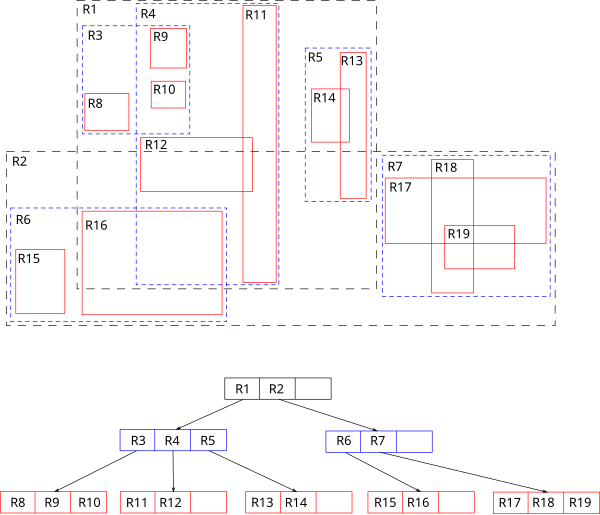 R1
R4
R11
R3
R9
R5
R13
R10
R14
R8
R12
R2
R7
R18
R17
R6
R16
R19
R15
R1 R2
R3 R4 R5
R6 R7
R8 R9 R10
R11 R12
R13 R14
R15 R16
R17 R18 R19